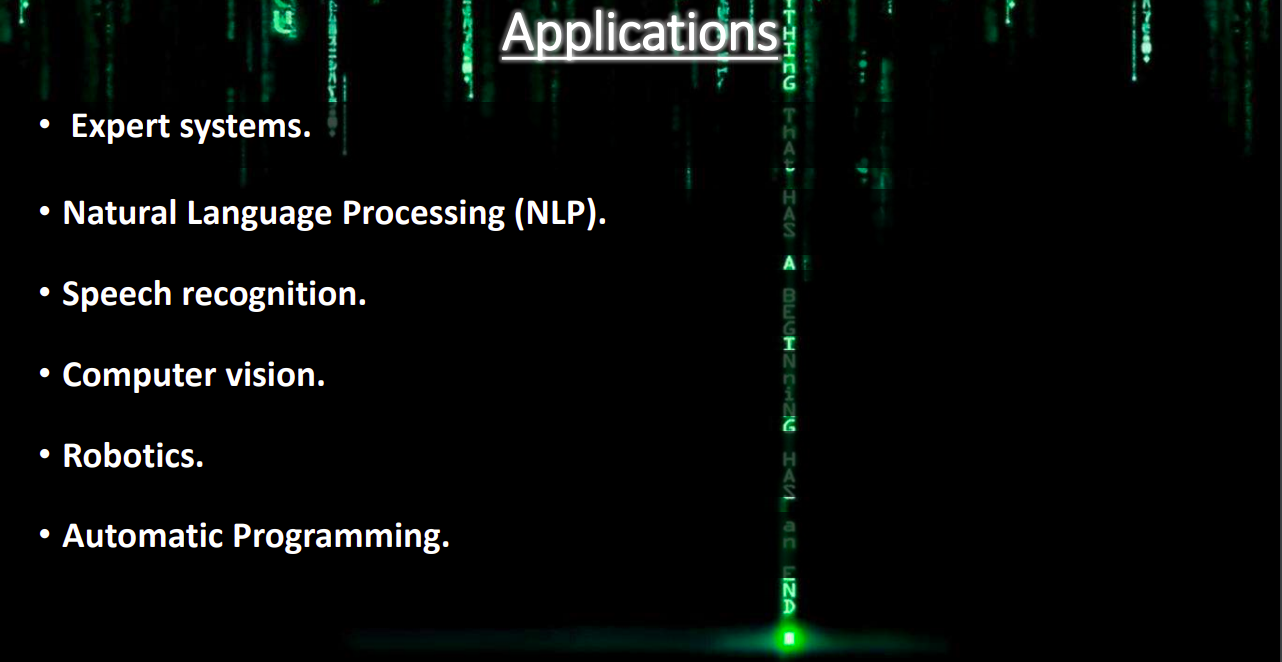 Applications
• Expert systems.
• Natural Language Processing (NLP).
• Speech recognition.
• Computer vision.
• Robotics.
• Automatic Programming.
THInG
ThAt
HAS
A
BEGINniNG
HAS
an
END